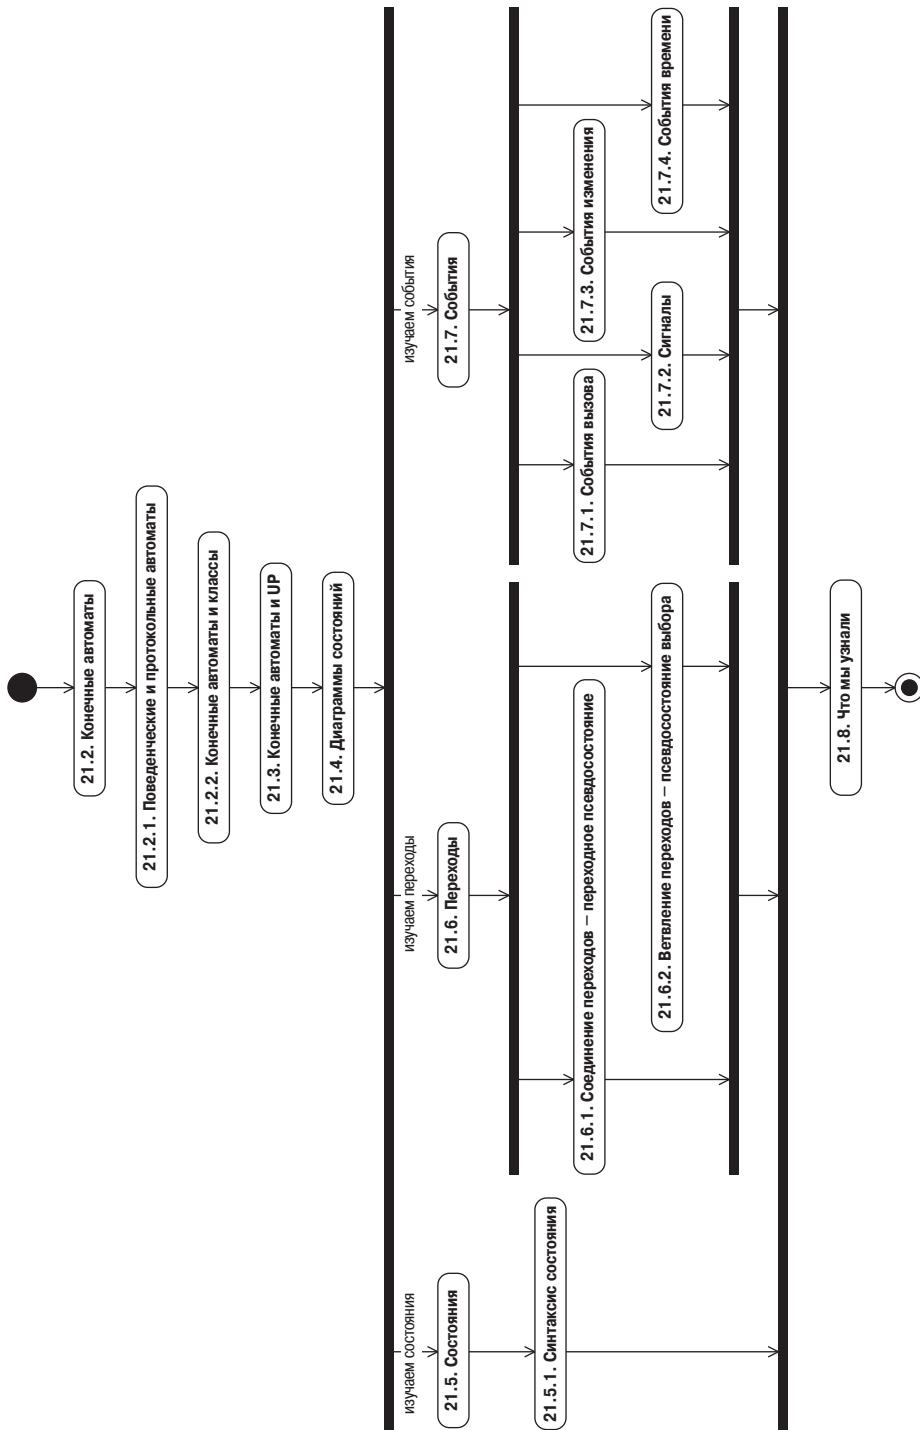 21.2. Конечные автоматы
21.2.1. Поведенческие и протокольные автоматы
21.2.2. Конечные автоматы и классы
21.3. Конечные автоматы и UP
21.4. Диаграммы состояний
изучаем состояния
изучаем переходы
изучаем события
21.5. Состояния
21.6. Переходы
21.7. События
21.5.1. Синтаксис состояния
21.6.1. Соединение переходов – переходное псевдосостояние
21.7.1. События вызова
21.7.3. События изменения
21.6.2. Ветвление переходов – псевдосостояние выбора
21.7.2. Сигналы
21.7.4. События времени
21.8. Что мы узнали